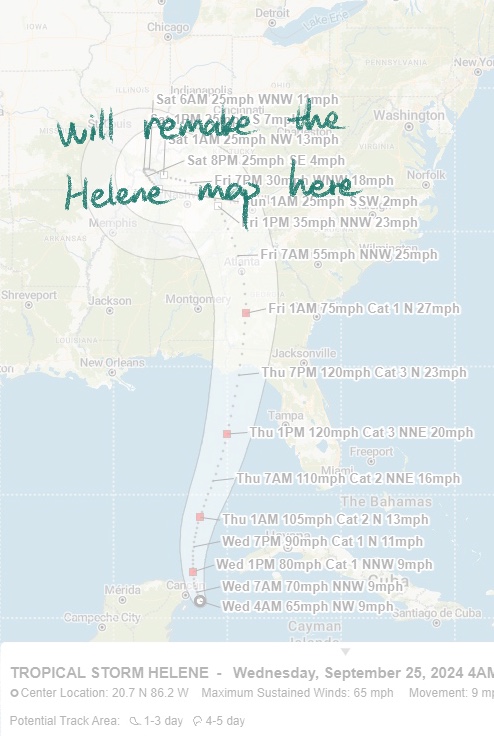 Chicago
Detroit
Lake Erie
New York
PENNSYLVANIA
ILLINOIS
Indianapolis
Sat 6AM 25mph WNW 11mph
Cincinnati
Washington
will remake the
Sat 1AM 25mph NW 13mph
VIRGINIA
Sat 8PM 25mph SE 4mph
Norfolk
Fri 7PM 30mph WNW 18mph
Helene map here
Sun 1AM 25mph SSW 2mph
Memphis
Fri 1PM 35mph NNW 23mph
ARKANSAS
Wilmington
Fri 7AM 55mph NNW 25mph
Atlanta
Shreveport
Jackson
Montgomery
Fri 1AM 75mph Cat 1 N 27mph
LOUISIANA
Jacksonville
New Orleans
Thu 7PM 120mph Cat 3 N 23mph
Tampa
Thu 1PM 120mph Cat 3 NNE 20mph
Freeport
Miami
Thu 7AM 110mph Cat 2 NNE 16mph
The Bahamas
Thu 1AM 105mph Cat 2 N 13mph
Havana
Wed 7PM 90mph Cat 1 N 11mph
Wed 1PM 80mph Cat 1 NNW 9mph
Cuba
Mérida
Wed 7AM 70mph NNW 9mph
Wed 4AM 65mph NW 9mph
Campeche City
Santiago de Cuba
Cayman
Islands
TROPICAL STORM HELENE - Wednesday, September 25, 2024 4AM
Center Location: 20.7 N 86.2 W Maximum Sustained Winds: 65 mph Movement: 9 m
Potential Track Area: 1-3 day 4-5 day